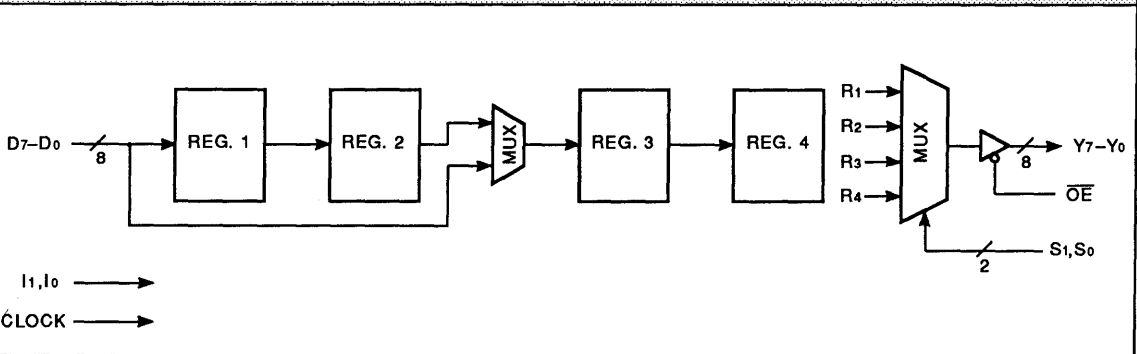 D7–D0
8
REG. 1
REG. 2
MUX
REG. 3
REG. 4
R1
R2
R3
R4
MUX
8
Y7–Y0
OE
S1,S0
2
I1,I0
CLOCK